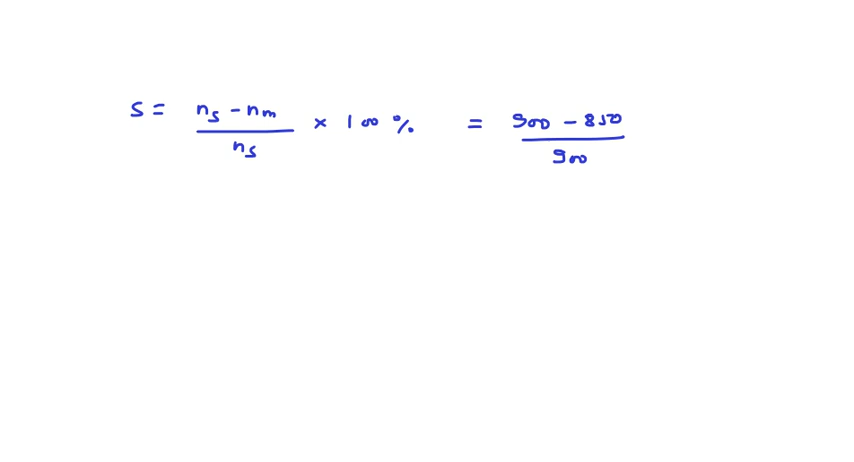 S = (n_s - n_m) / n_s × 100 % = (900 - 850) / 900